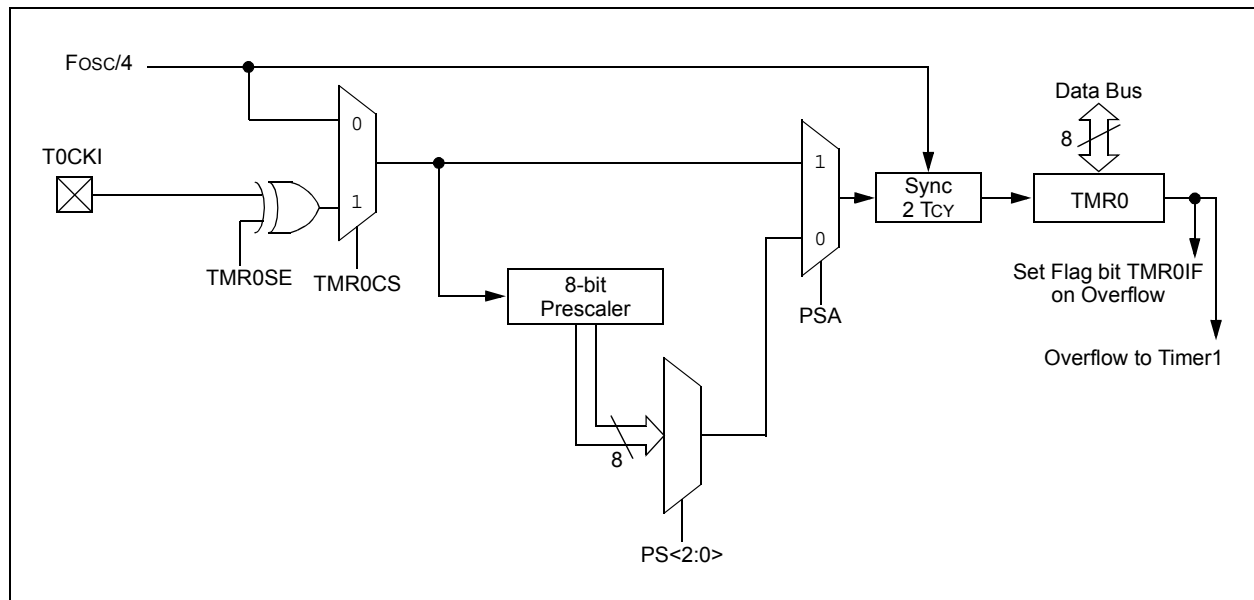 Fosc/4
Data Bus
8
T0CKI
0
1
1
0
Sync
2 TCY
TMR0
TMR0SE
TMR0CS
8-bit
Prescaler
PSA
Set Flag bit TMR0IF
on Overflow
Overflow to Timer1
8
PS<2:0>